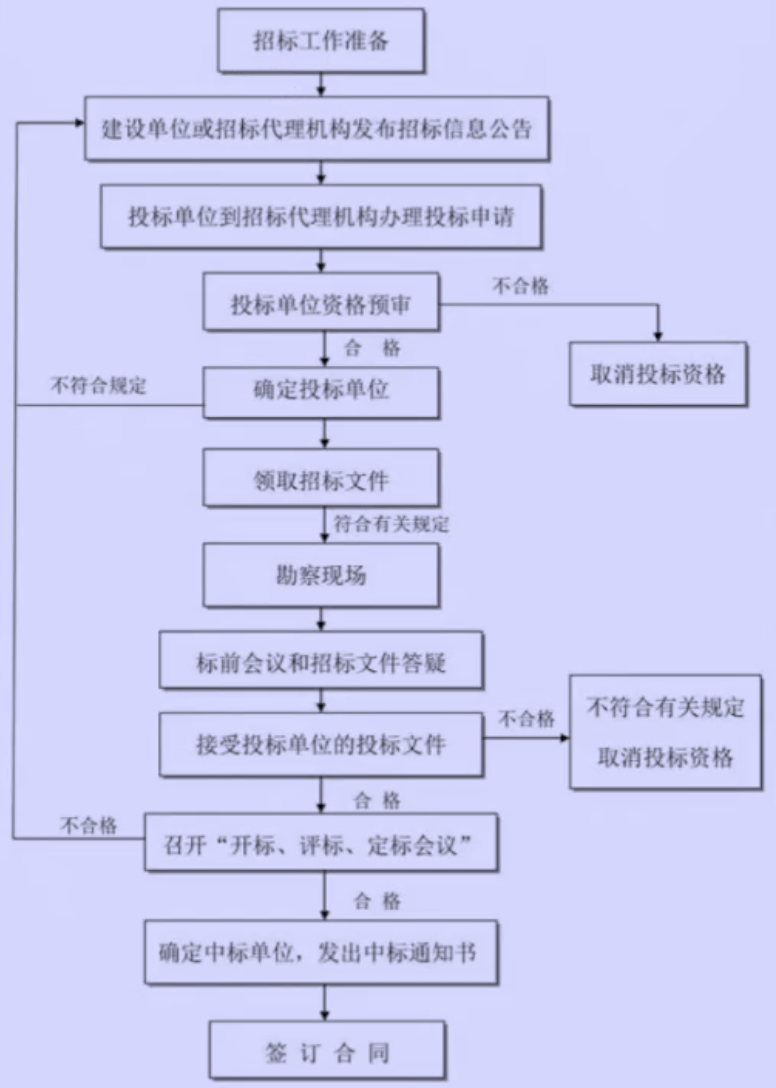 招标工作准备
建设单位或招标代理机构发布招标信息公告
投标单位到招标代理机构办理投标申请
投标单位资格预审
不合格
合 格
取消投标资格
不符合规定
确定投标单位
领取招标文件
符合有关规定
勘察现场
标前会议和招标文件答疑
接受投标单位的投标文件
不合格
不符合有关规定
取消投标资格
合 格
不合格
召开“开标、评标、定标会议”
合 格
确定中标单位，发出中标通知书
签 订 合 同